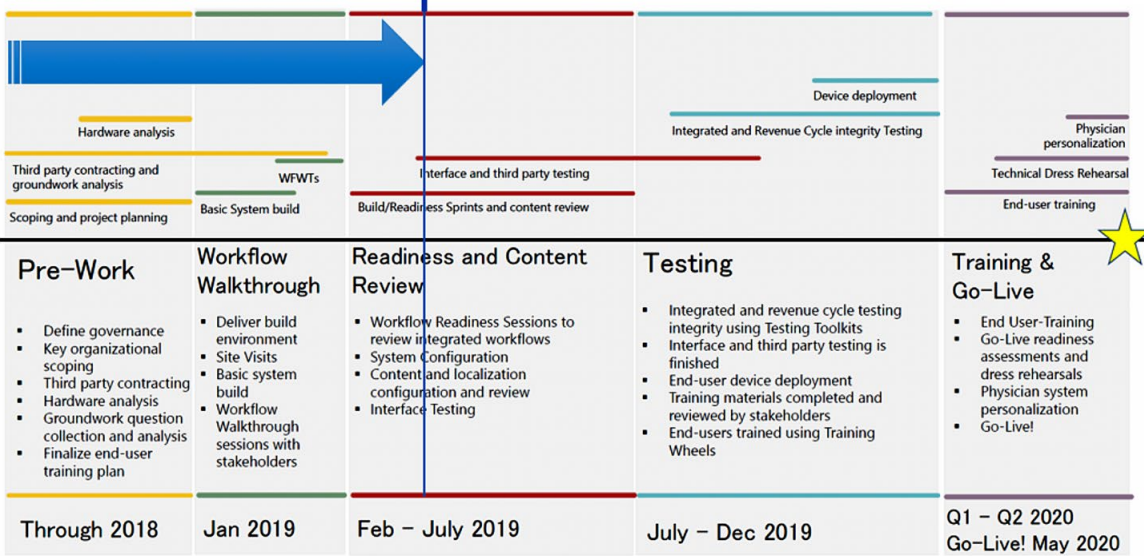 Hardware analysis
Third party contracting and
groundwork analysis
Scoping and project planning
WFWTs
Basic System build
Interface and third party testing
Build/Readiness Sprints and content review
Device deployment
Integrated and Revenue Cycle integrity Testing
Physician
personalization
Technical Dress Rehearsal
End-user training
Pre-Work
▪ Define governance
▪ Key organizational
scoping
▪ Third party contracting
▪ Hardware analysis
▪ Groundwork question
collection and analysis
▪ Finalize end-user
training plan
Through 2018
Workflow
Walkthrough
▪ Deliver build
environment
▪ Site Visits
▪ Basic system
build
▪ Workflow
Walkthrough
sessions with
stakeholders
Jan 2019
Readiness and Content
Review
▪ Workflow Readiness Sessions to
review integrated workflows
▪ System Configuration
▪ Content and localization
configuration and review
▪ Interface Testing
Feb - July 2019
Testing
▪ Integrated and revenue cycle testing
integrity using Testing Toolkits
▪ Interface and third party testing is
finished
▪ End-user device deployment
▪ Training materials completed and
reviewed by stakeholders
▪ End-users trained using Training
Wheels
July - Dec 2019
Training &
Go-Live
▪ End User-Training
▪ Go-Live readiness
assessments and
dress rehearsals
▪ Physician system
personalization
▪ Go-Live!
Q1 - Q2 2020
Go-Live! May 2020